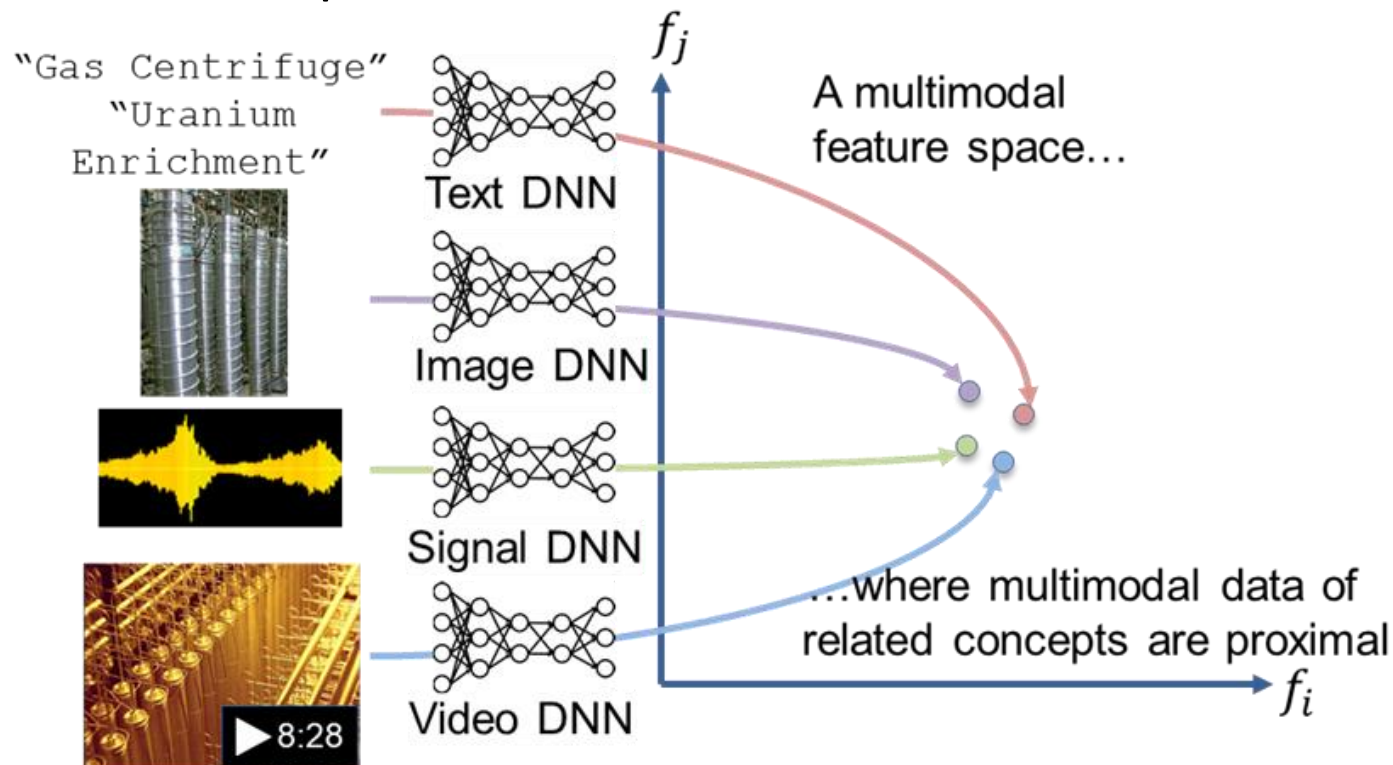 “Gas Centrifuge”
“Uranium
Enrichment”
Text DNN
Image DNN
Signal DNN
8:28
Video DNN
fj
A multimodal
feature space…
…where multimodal data of
related concepts are proximal
fi